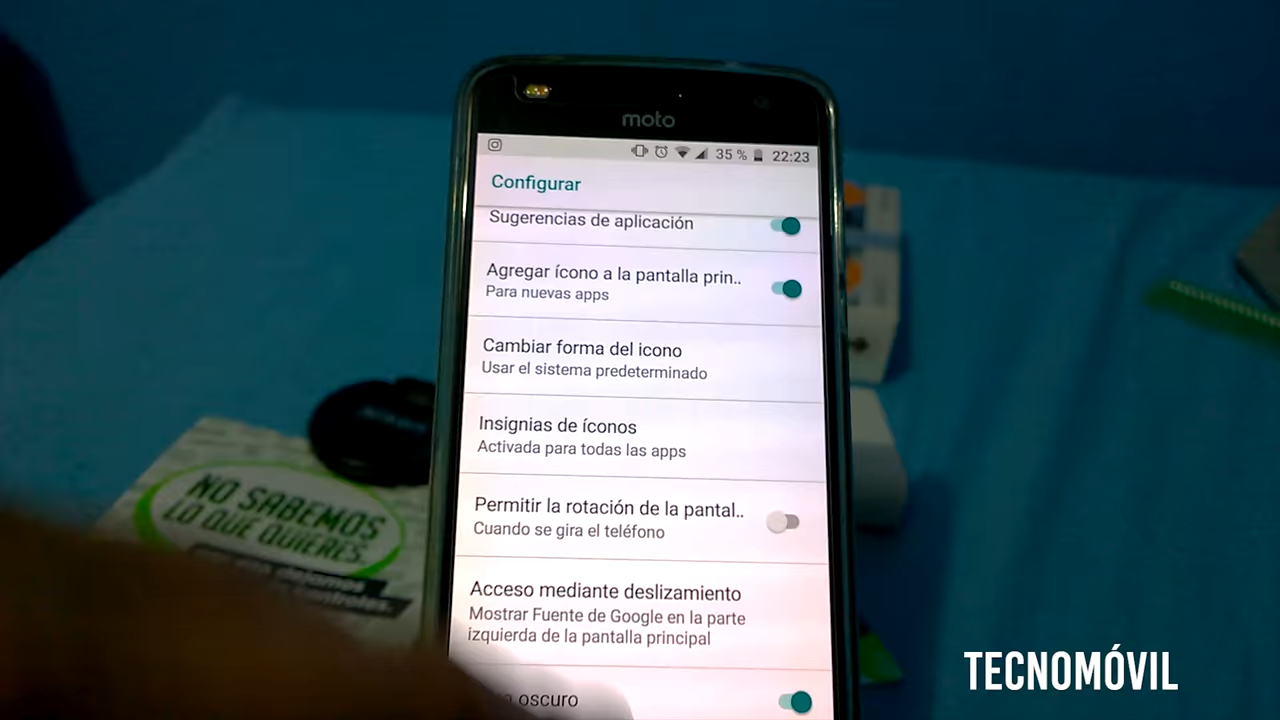 moto
35 % 22:23
Configurar
Sugerencias de aplicación
Agregar ícono a la pantalla prin..
Para nuevas apps
Cambiar forma del icono
Usar el sistema predeterminado
Insignias de íconos
Activada para todas las apps
Permitir la rotación de la pantal..
Cuando se gira el teléfono
Acceso mediante deslizamiento
Mostrar Fuente de Google en la parte
izquierda de la pantalla principal
oscuro
NO SABEMOS
LO QUE QUIERES,
TECNOMÓVIL